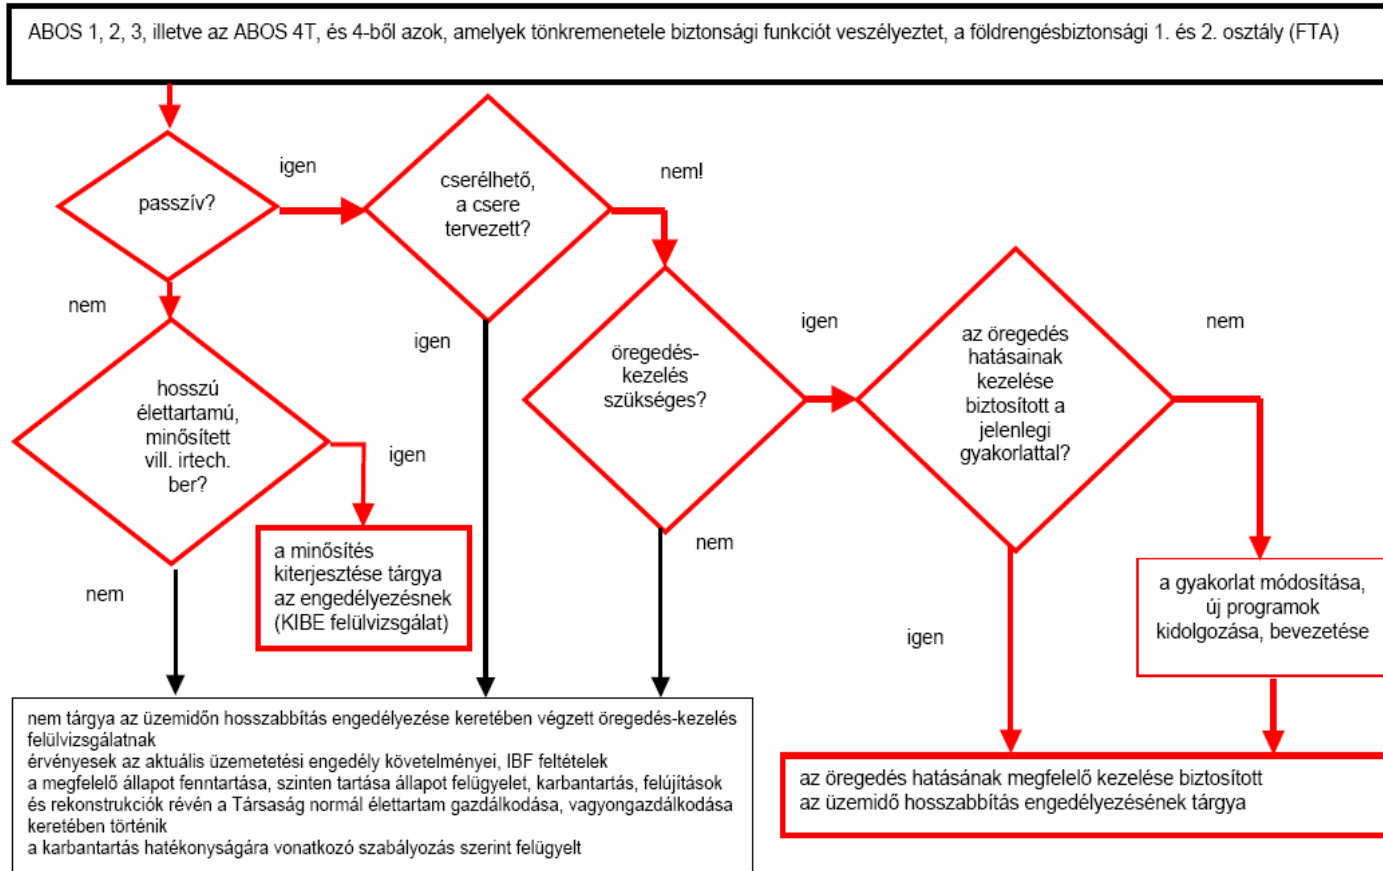 ABOS 1, 2, 3, illetve az ABOS 4T, és 4-ből azok, amelyek tönkremenetele biztonsági funkciót veszélyeztet, a földrengésbiztonsági 1. és 2. osztály (FTA)
passzív?
igen
cserélhető,
a csere
tervezett?
nem!
nem
hosszú
élettartamú,
minősített
vill. irtech.
ber?
igen
a minősítés
kiterjesztése tárgya
az engedélyezésnek
(KIBE felülvizsgálat)
nem
igen
öregedés-
kezelés
szükséges?
igen
nem
az öregedés
hatásainak
kezelése
biztosított a
jelenlegi
gyakorlattal?
nem
igen
a gyakorlat módosítása,
új programok
kidolgozása, bevezetése
nem tárgya az üzemidőn hosszabbítás engedélyezése keretében végzett öregedés-kezelés
felülvizsgálatnak
érvényesek az aktuális üzemetetési engedély követelményei, IBF feltételek
a megfelelő állapot fenntartása, szinten tartása állapot felügyelet, karbantartás, felújítások
és rekonstrukciók révén a Társaság normál élettartam gazdálkodása, vagyongazdálkodása
keretében történik
a karbantartás hatékonyságára vonatkozó szabályozás szerint felügyelt
az öregedés hatásának megfelelő kezelése biztosított
az üzemidő hosszabbítás engedélyezésének tárgya